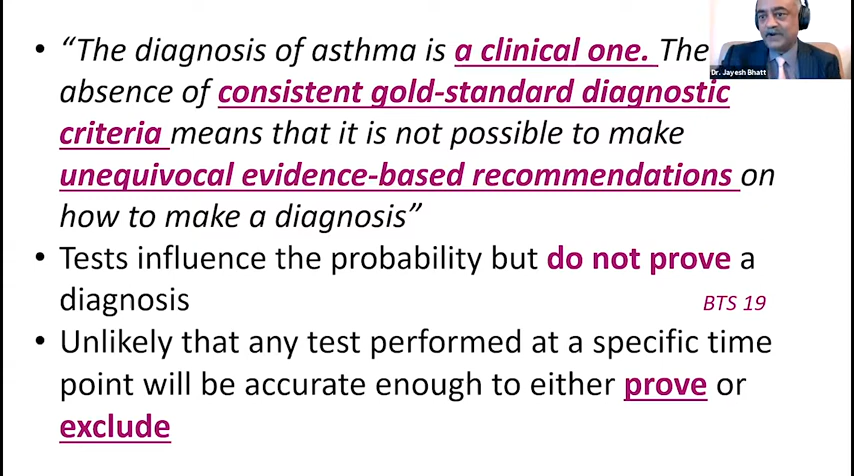 • “The diagnosis of asthma is a clinical one. The
Dr. Jayesh Bhatt
absence of consistent gold-standard diagnostic
criteria means that it is not possible to make
unequivocal evidence-based recommendations on
how to make a diagnosis”
• Tests influence the probability but do not prove a
diagnosis
BTS 19
• Unlikely that any test performed at a specific time
point will be accurate enough to either prove or
exclude